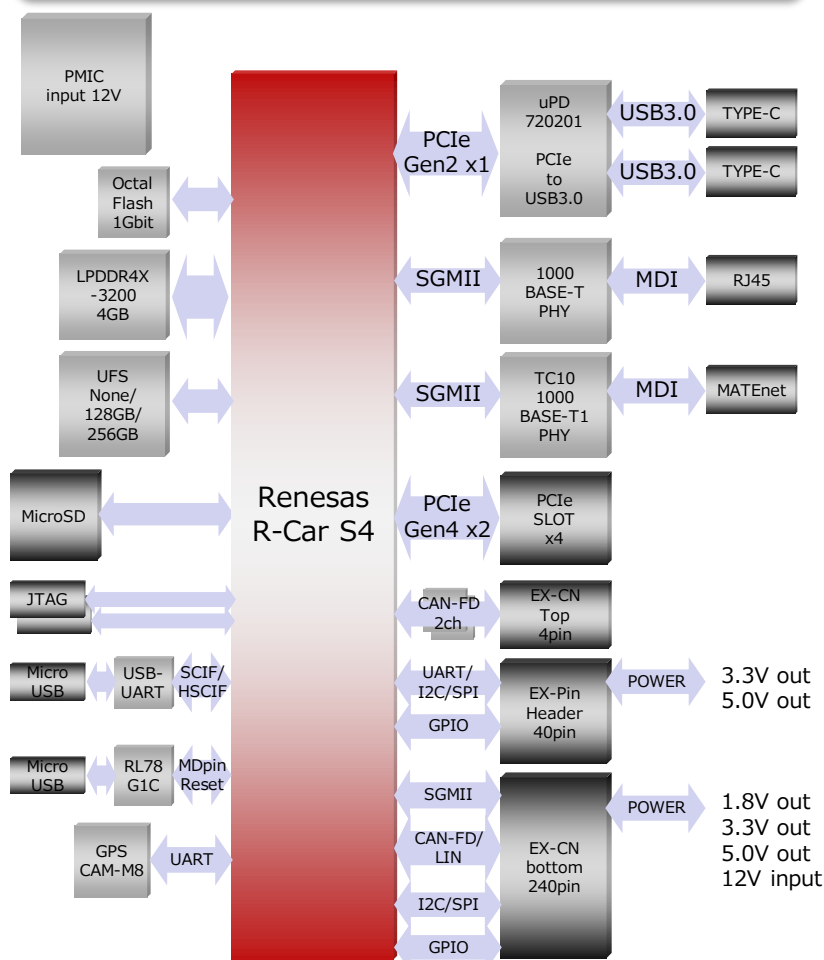 PMIC
input 12V
Octal
Flash
1Gbit
LPDDR4X
-3200
4GB
UFS
None/
128GB/
256GB
MicroSD
JTAG
Micro
USB
USB-
UART
SCIF/
HSCIF
Micro
USB
RL78
G1C
MDpin
Reset
GPS
CAM-M8
UART
Renesas
R-Car S4
PCIe
Gen2 x1
uPD
720201
PCIe
to
USB3.0
USB3.0
TYPE-C
USB3.0
TYPE-C
SGMII
1000
BASE-T
PHY
MDI
RJ45
SGMII
TC10
1000
BASE-T1
PHY
MDI
MATEnet
PCIe
Gen4 x2
PCIe
SLOT
x4
CAN-FD
2ch
EX-CN
Top
4pin
UART/
I2C/SPI
GPIO
EX-Pin
Header
40pin
POWER
3.3V out
5.0V out
SGMII
CAN-FD/
LIN
I2C/SPI
GPIO
EX-CN
bottom
240pin
POWER
1.8V out
3.3V out
5.0V out
12V input